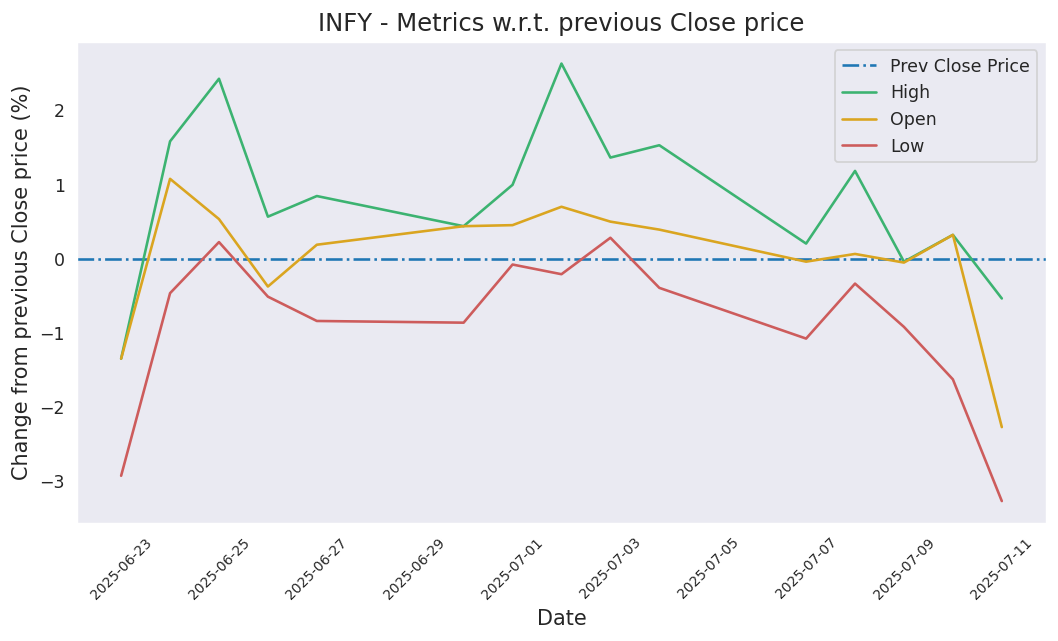 INFY - Metrics w.r.t. previous Close price
Change from previous Close price (%)
2
1
0
−1
−2
−3
Prev Close Price
High
Open
Low
2025-06-23
2025-06-25
2025-06-27
2025-06-29
2025-07-01
2025-07-03
2025-07-05
2025-07-07
2025-07-09
2025-07-11
Date